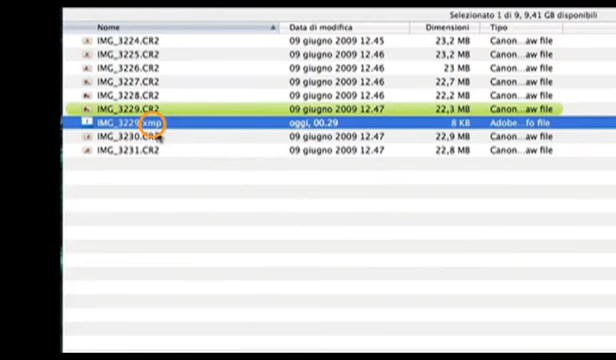 Selezionato 1 di 9, 9,41 GB disponibili
Nome Data di modifica Dimensioni Tipo
IMG_3224.CR2 09 giugno 2009 12.45 23,2 MB Canon...aw file
IMG_3225.CR2 09 giugno 2009 12.46 23,2 MB Canon...aw file
IMG_3226.CR2 09 giugno 2009 12.46 23 MB Canon...aw file
IMG_3227.CR2 09 giugno 2009 12.46 22,7 MB Canon...aw file
IMG_3228.CR2 09 giugno 2009 12.46 22,2 MB Canon...aw file
IMG_3229.CR2 09 giugno 2009 12.47 22,3 MB Canon...aw file
IMG_3229.xmp oggi, 00.29 8 KB Adobe...fo file
IMG_3230.CR2 09 giugno 2009 12.47 22,9 MB Canon...aw file
IMG_3231.CR2 09 giugno 2009 12.47 22,8 MB Canon...aw file